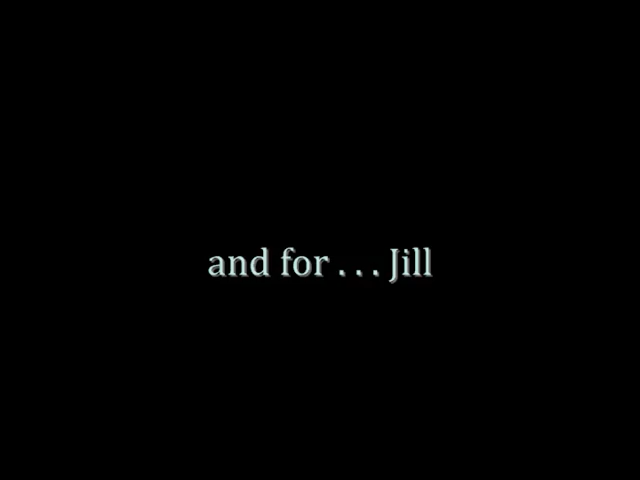 and for . . . Jill